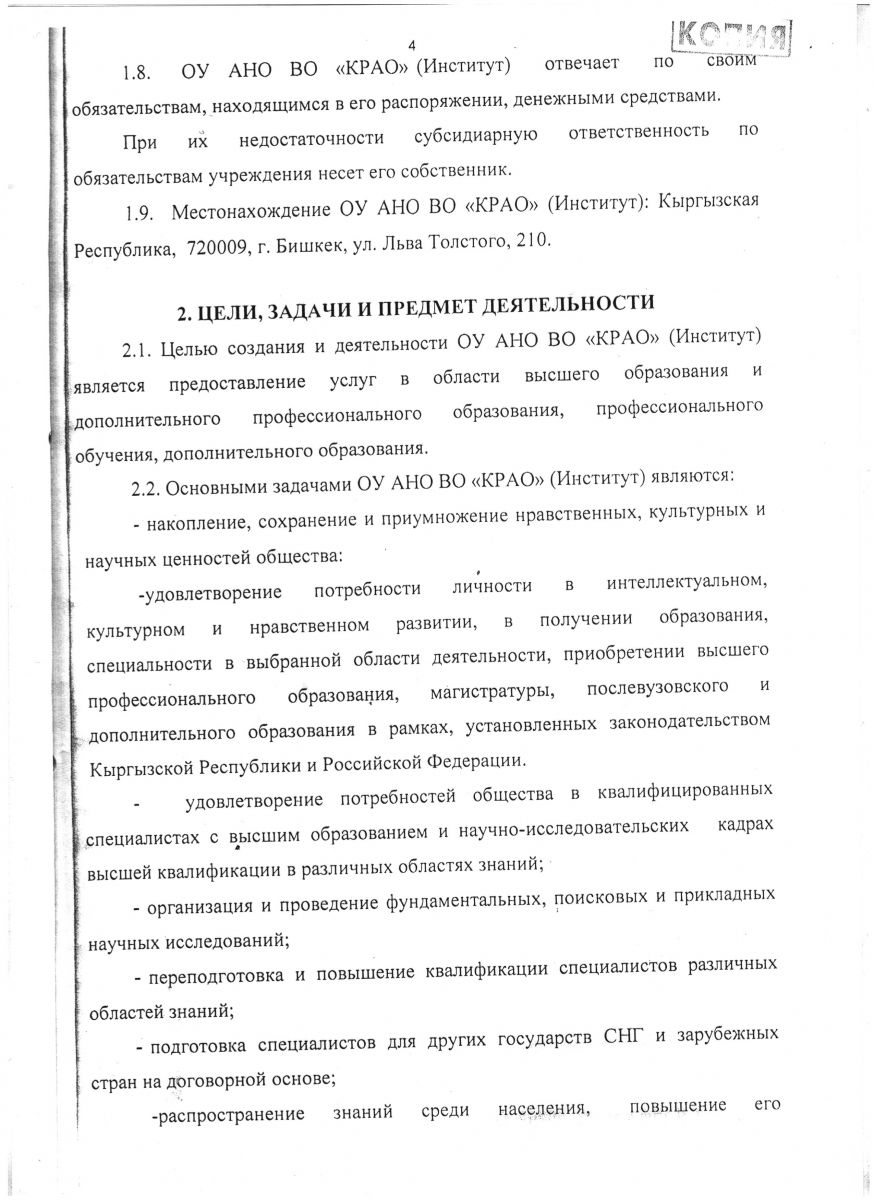 4
КОПИЯ
1.8. ОУ АНО ВО «КРАО» (Институт) отвечает по своим
обязательствам, находящимся в его распоряжении, денежными средствами.
При их недостаточности субсидиарную ответственность по
обязательствам учреждения несет его собственник.
1.9. Местонахождение ОУ АНО ВО «КРАО» (Институт): Кыргызская
Республика, 720009, г. Бишкек, ул. Льва Толстого, 210.
2. ЦЕЛИ, ЗАДАЧИ И ПРЕДМЕТ ДЕЯТЕЛЬНОСТИ
2.1. Целью создания и деятельности ОУ АНО ВО «КРАО» (Институт)
является предоставление услуг в области высшего образования и
дополнительного профессионального образования, профессионального
обучения, дополнительного образования.
2.2. Основными задачами ОУ АНО ВО «КРАО» (Институт) являются:
- накопление, сохранение и приумножение нравственных, культурных и
научных ценностей общества:
-удовлетворение потребности личности в интеллектуальном,
культурном и нравственном развитии, в получении образования,
специальности в выбранной области деятельности, приобретении высшего
профессионального образования, магистратуры, послевузовского и
дополнительного образования в рамках, установленных законодательством
Кыргызской Республики и Российской Федерации.
- удовлетворение потребностей общества в квалифицированных
специалистах с высшим образованием и научно-исследовательских кадрах
высшей квалификации в различных областях знаний;
- организация и проведение фундаментальных, поисковых и прикладных
научных исследований;
- переподготовка и повышение квалификации специалистов различных
областей знаний;
- подготовка специалистов для других государств СНГ и зарубежных
стран на договорной основе;
-распространение знаний среди населения, повышение его